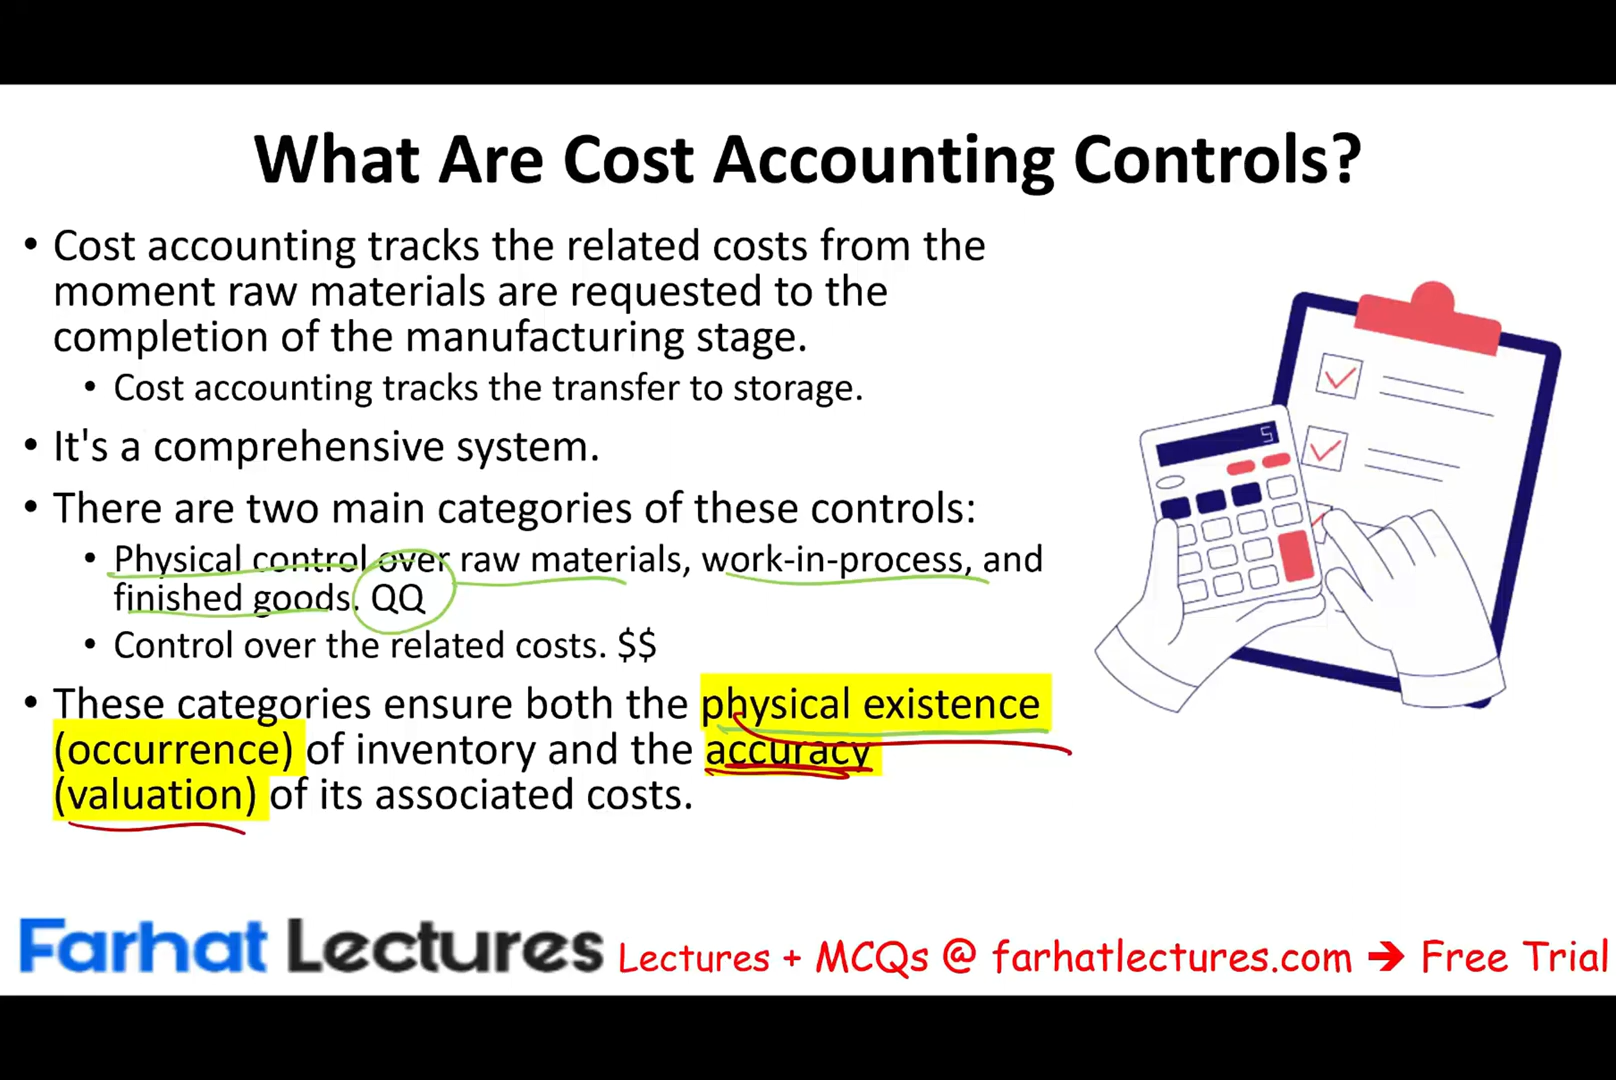 What Are Cost Accounting Controls?
• Cost accounting tracks the related costs from the
moment raw materials are requested to the
completion of the manufacturing stage.
• Cost accounting tracks the transfer to storage.
• It's a comprehensive system.
• There are two main categories of these controls:
• Physical control over raw materials, work-in-process, and
finished goods. QQ
• Control over the related costs. $$
• These categories ensure both the physical existence
(occurrence) of inventory and the accuracy
(valuation) of its associated costs.
5
Farhat Lectures Lectures + MCQs @ farhatlectures.com → Free Trial